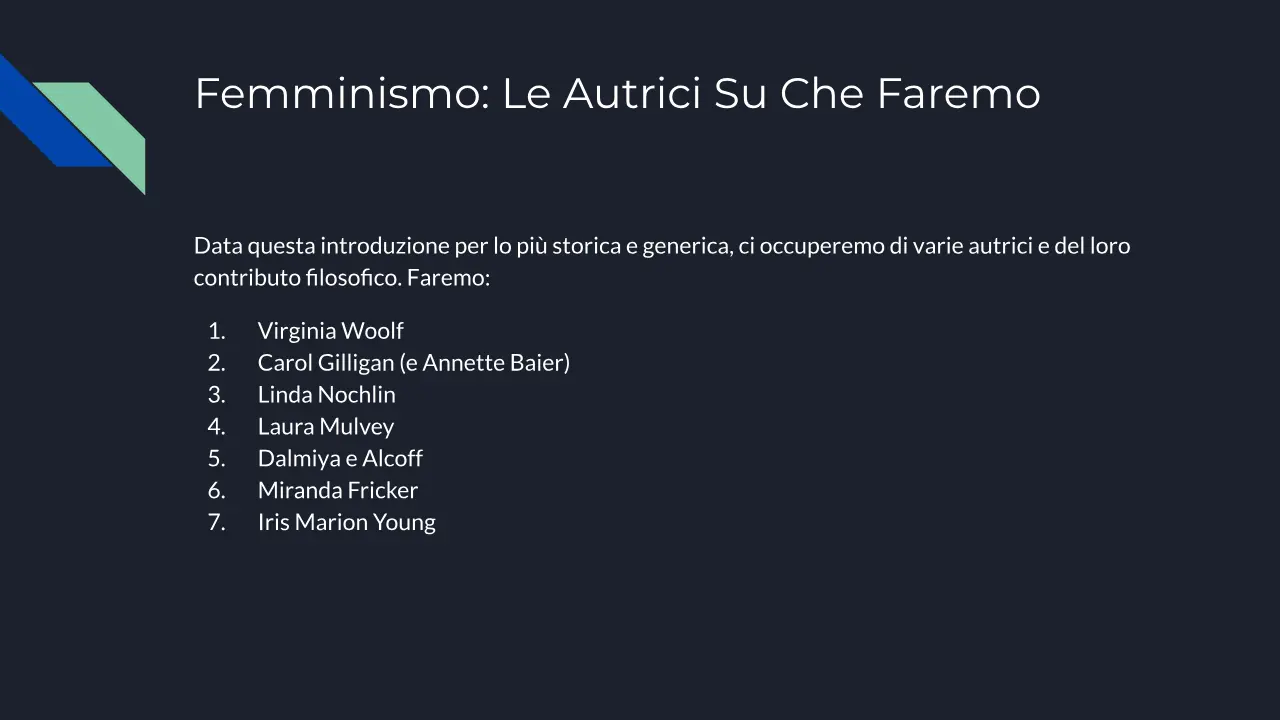 Femminismo: Le Autrici Su Che Faremo
Data questa introduzione per lo più storica e generica, ci occuperemo di varie autrici e del loro
contributo filosofico. Faremo:
1. Virginia Woolf
2. Carol Gilligan (e Annette Baier)
3. Linda Nochlin
4. Laura Mulvey
5. Dalmiya e Alcoff
6. Miranda Fricker
7. Iris Marion Young